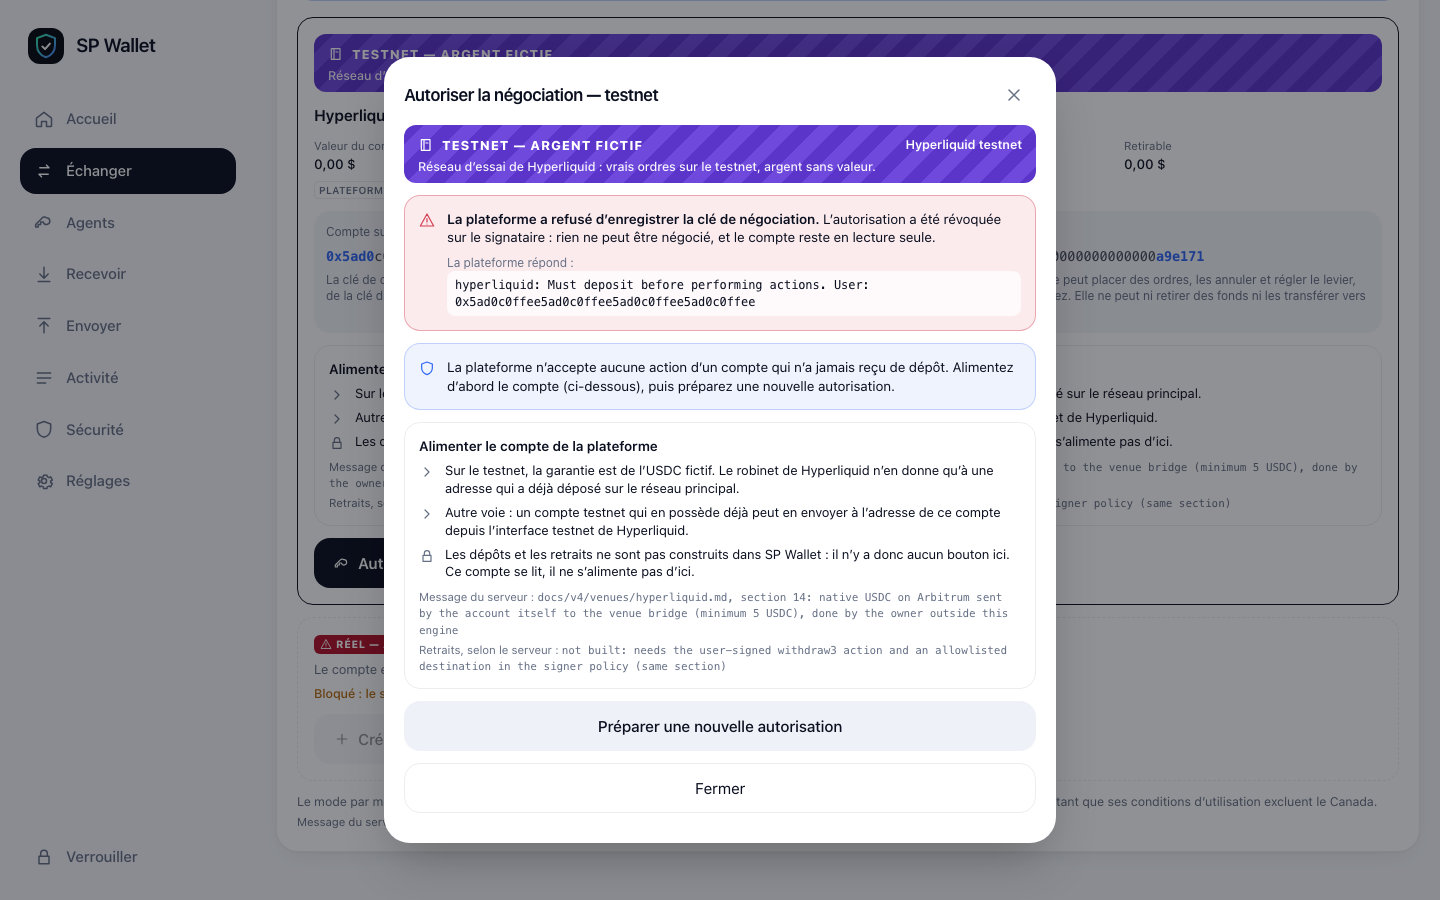 SP Wallet
Accueil
Échanger
Agents
Recevoir
Envoyer
Activité
Sécurité
Réglages
Verrouiller
TESTNET — ARGENT FICTIF
Réseau d'
Hyperliqu
Valeur du con
0,00 $
PLATEFORM
Retirable
0,00 $
Compte su
0x5ad0c
0000000000000a9e171
La clé de
e peut placer des ordres, les annuler et régler le levier,
de la clé d
ez. Elle ne peut ni retirer des fonds ni les transférer vers
Alimente
Sur le
é sur le réseau principal.
Autre
t de Hyperliquid.
Les d
s'alimente pas d'ici.
Message d
to the venue bridge (minimum 5 USDC), done by
the owner
Retraits, se
igner policy (same section)
Aut
RÉEL —
Le compte e
Bloqué : le s
Cré
Le mode par m
tant que ses conditions d'utilisation excluent le Canada.
Message du serv
Autoriser la négociation — testnet
TESTNET — ARGENT FICTIF
Hyperliquid testnet
Réseau d'essai de Hyperliquid : vrais ordres sur le testnet, argent sans valeur.
La plateforme a refusé d'enregistrer la clé de négociation. L'autorisation a été révoquée
sur le signataire : rien ne peut être négocié, et le compte reste en lecture seule.
La plateforme répond :
hyperliquid: Must deposit before performing actions. User:
0x5ad0c0ffee5ad0c0ffee5ad0c0ffee5ad0c0ffee
La plateforme n'accepte aucune action d'un compte qui n'a jamais reçu de dépôt. Alimentez
d'abord le compte (ci-dessous), puis préparez une nouvelle autorisation.
Alimenter le compte de la plateforme
Sur le testnet, la garantie est de l'USDC fictif. Le robinet de Hyperliquid n'en donne qu'à une
adresse qui a déjà déposé sur le réseau principal.
Autre voie : un compte testnet qui en possède déjà peut en envoyer à l'adresse de ce compte
depuis l'interface testnet de Hyperliquid.
Les dépôts et les retraits ne sont pas construits dans SP Wallet : il n'y a donc aucun bouton ici.
Ce compte se lit, il ne s'alimente pas d'ici.
Message du serveur : docs/v4/venues/hyperliquid.md, section 14: native USDC on Arbitrum sent
by the account itself to the venue bridge (minimum 5 USDC), done by the owner outside this
engine
Retraits, selon le serveur : not built: needs the user-signed withdraw3 action and an allowlisted
destination in the signer policy (same section)
Préparer une nouvelle autorisation
Fermer